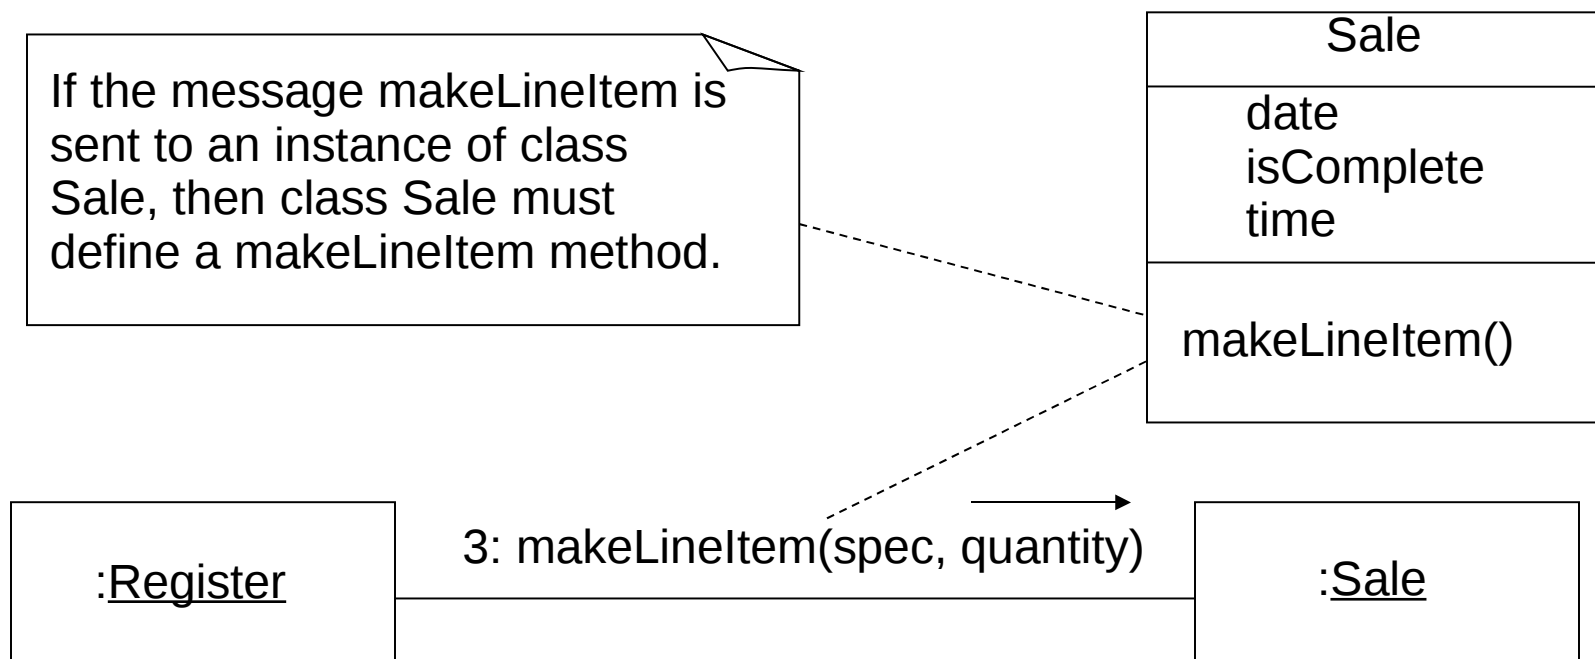 If the message makeLineItem is
sent to an instance of class
Sale, then class Sale must
define a makeLineItem method.
Sale
date
isComplete
time
makeLineItem()
:Register
3: makeLineItem(spec, quantity)
:Sale